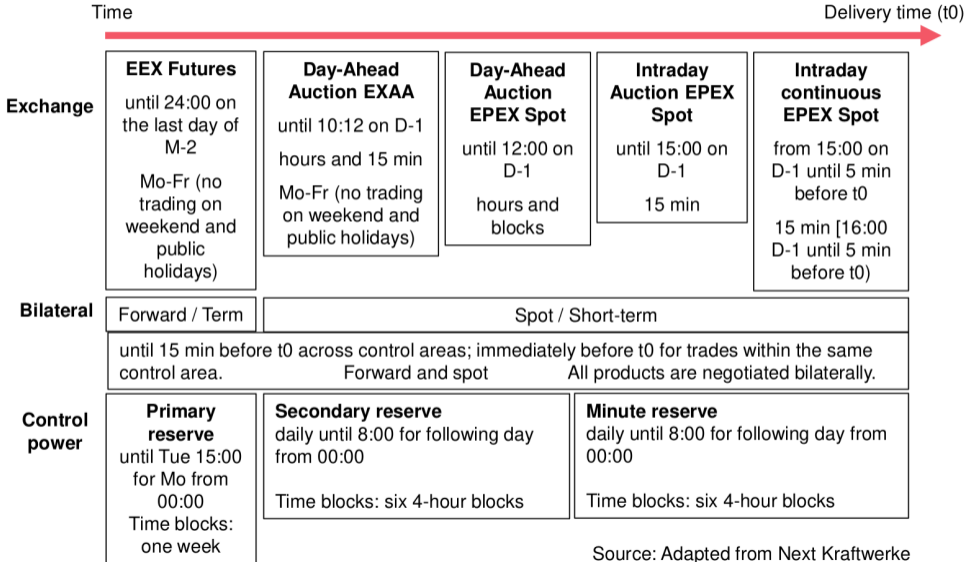 Time
Delivery time (t0)
Exchange
EEX Futures
until 24:00 on
the last day of
M-2
Mo-Fr (no
trading on
weekend and
public
holidays)
Day-Ahead
Auction EXAA
until 10:12 on D-1
hours and 15 min
Mo-Fr (no trading
on weekend and
public holidays)
Day-Ahead
Auction
EPEX Spot
until 12:00 on
D-1
hours and
blocks
Intraday
Auction EPEX
Spot
until 15:00 on
D-1
15 min
Intraday
continuous
EPEX Spot
from 15:00 on
D-1 until 5 min
before t0
15 min [16:00
D-1 until 5 min
before t0)
Bilateral
Forward / Term
Spot / Short-term
until 15 min before t0 across control areas; immediately before t0 for trades within the same
control area. Forward and spot All products are negotiated bilaterally.
Control
power
Primary
reserve
until Tue 15:00
for Mo from
00:00
Time blocks:
one week
Secondary reserve
daily until 8:00 for following day
from 00:00
Time blocks: six 4-hour blocks
Minute reserve
daily until 8:00 for following day from
00:00
Time blocks: six 4-hour blocks
Source: Adapted from Next Kraftwerke